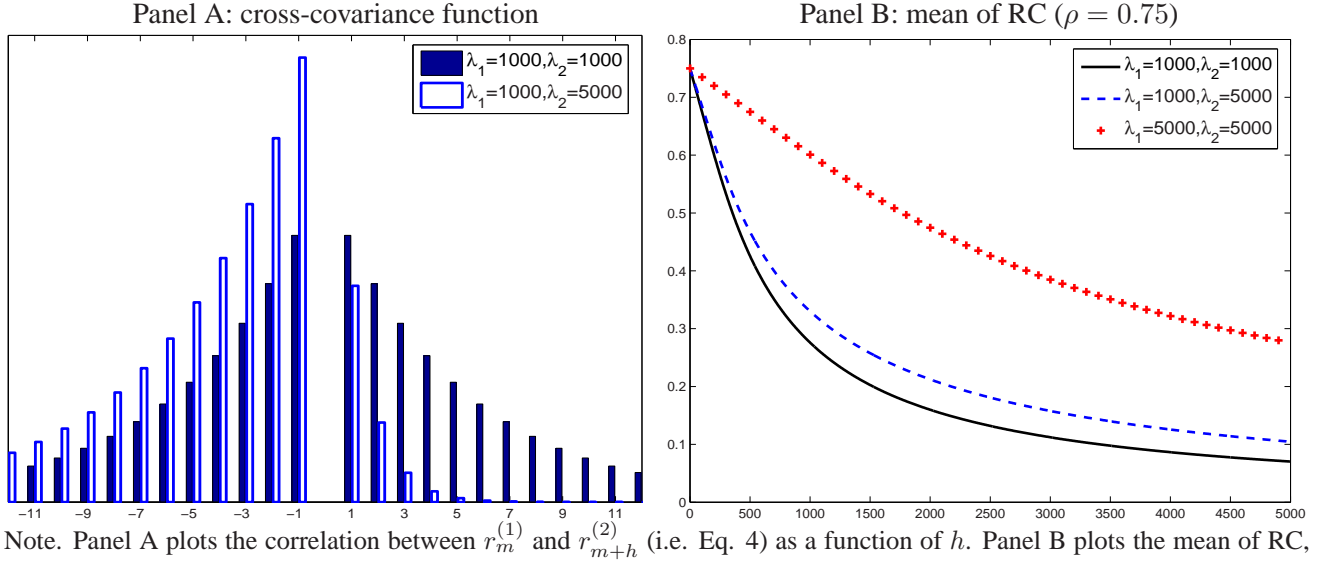 Panel A: cross-covariance function
λ₁=1000,λ₂=1000
λ₁=1000,λ₂=5000
−11 −9 −7 −5 −3 −1 1 3 5 7 9 11
Panel B: mean of RC (ρ = 0.75)
0.8
0.7
0.6
0.5
0.4
0.3
0.2
0.1
0
λ₁=1000,λ₂=1000
λ₁=1000,λ₂=5000
λ₁=5000,λ₂=5000
0 500 1000 1500 2000 2500 3000 3500 4000 4500 5000
Note. Panel A plots the correlation between r_m^{(1)} and r_{m+h}^{(2)} (i.e. Eq. 4) as a function of h. Panel B plots the mean of RC,